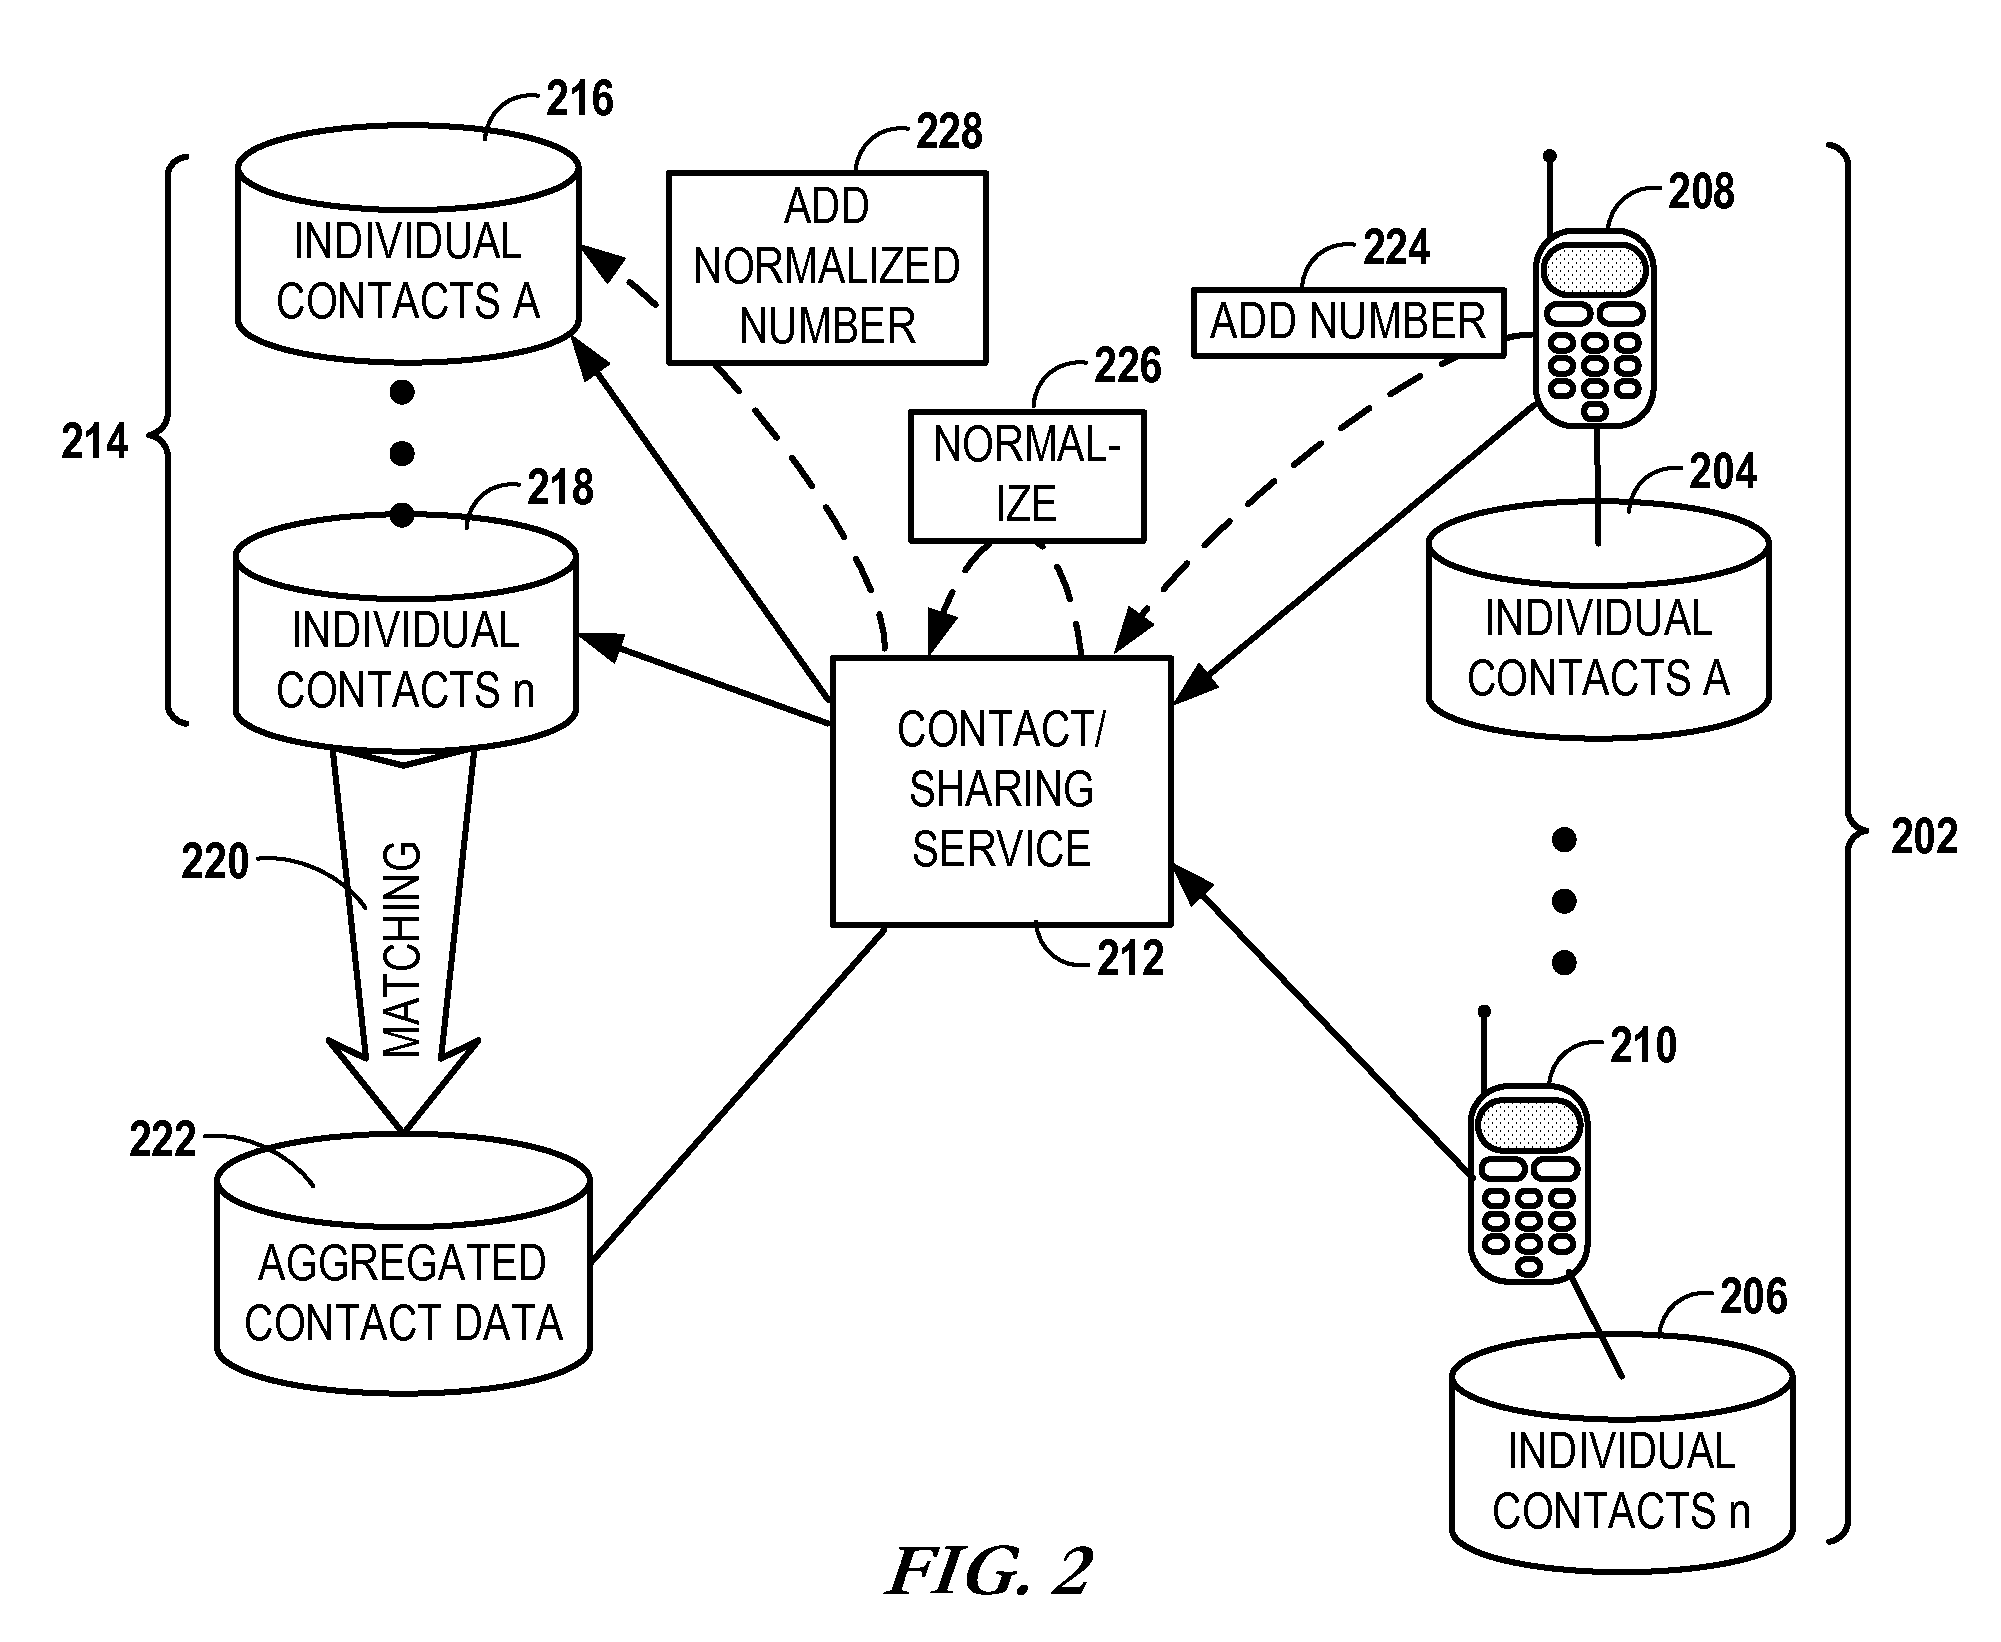 216
228
ADD
NORMALIZED
NUMBER
208
224
ADD NUMBER
INDIVIDUAL
CONTACTS A
214
226
NORMAL-
IZE
218
204
INDIVIDUAL
CONTACTS n
INDIVIDUAL
CONTACTS A
CONTACT/
SHARING
SERVICE
212
202
220
MATCHING
210
222
AGGREGATED
CONTACT DATA
206
INDIVIDUAL
CONTACTS n
FIG. 2